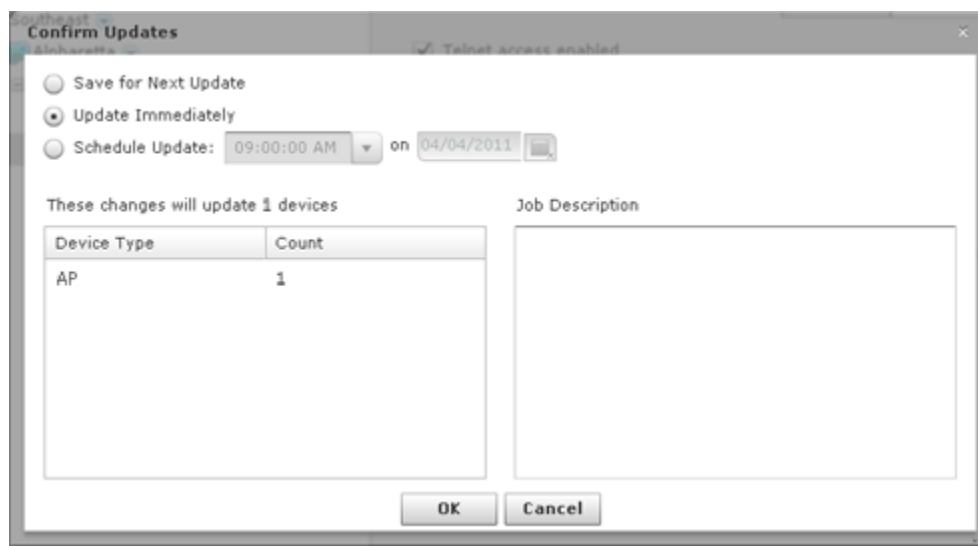 Southeast
Confirm Updates
Alpharetta
Telnet access enabled
Save for Next Update
Update Immediately
Schedule Update: 09:00:00 AM on 04/04/2011
These changes will update 1 devices
Job Description
Device Type Count
AP 1
OK Cancel